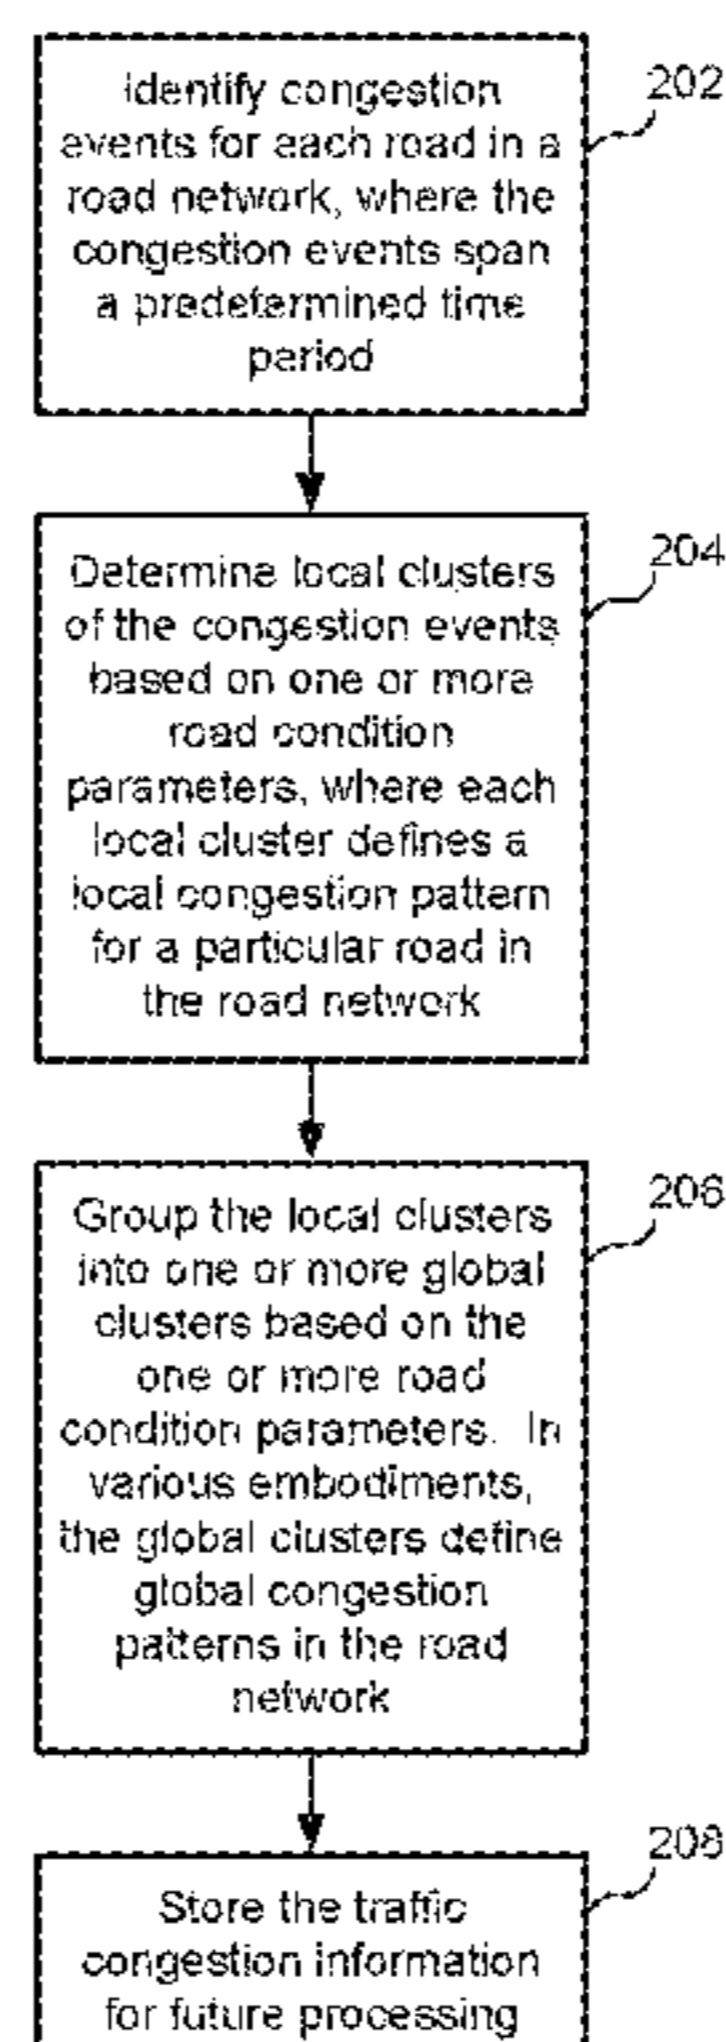 Identify congestion
events for each road in a
road network, where the
congestion events span
a predetermined time
period
202
Determine local clusters
of the congestion events
based on one or more
road condition
parameters, where each
local cluster defines a
local congestion pattern
for a particular road in
the road network
204
Group the local clusters
into one or more global
clusters based on the
one or more road
condition parameters. In
various embodiments,
the global clusters define
global congestion
patterns in the road
network
206
Store the traffic
congestion information
for future processing
208